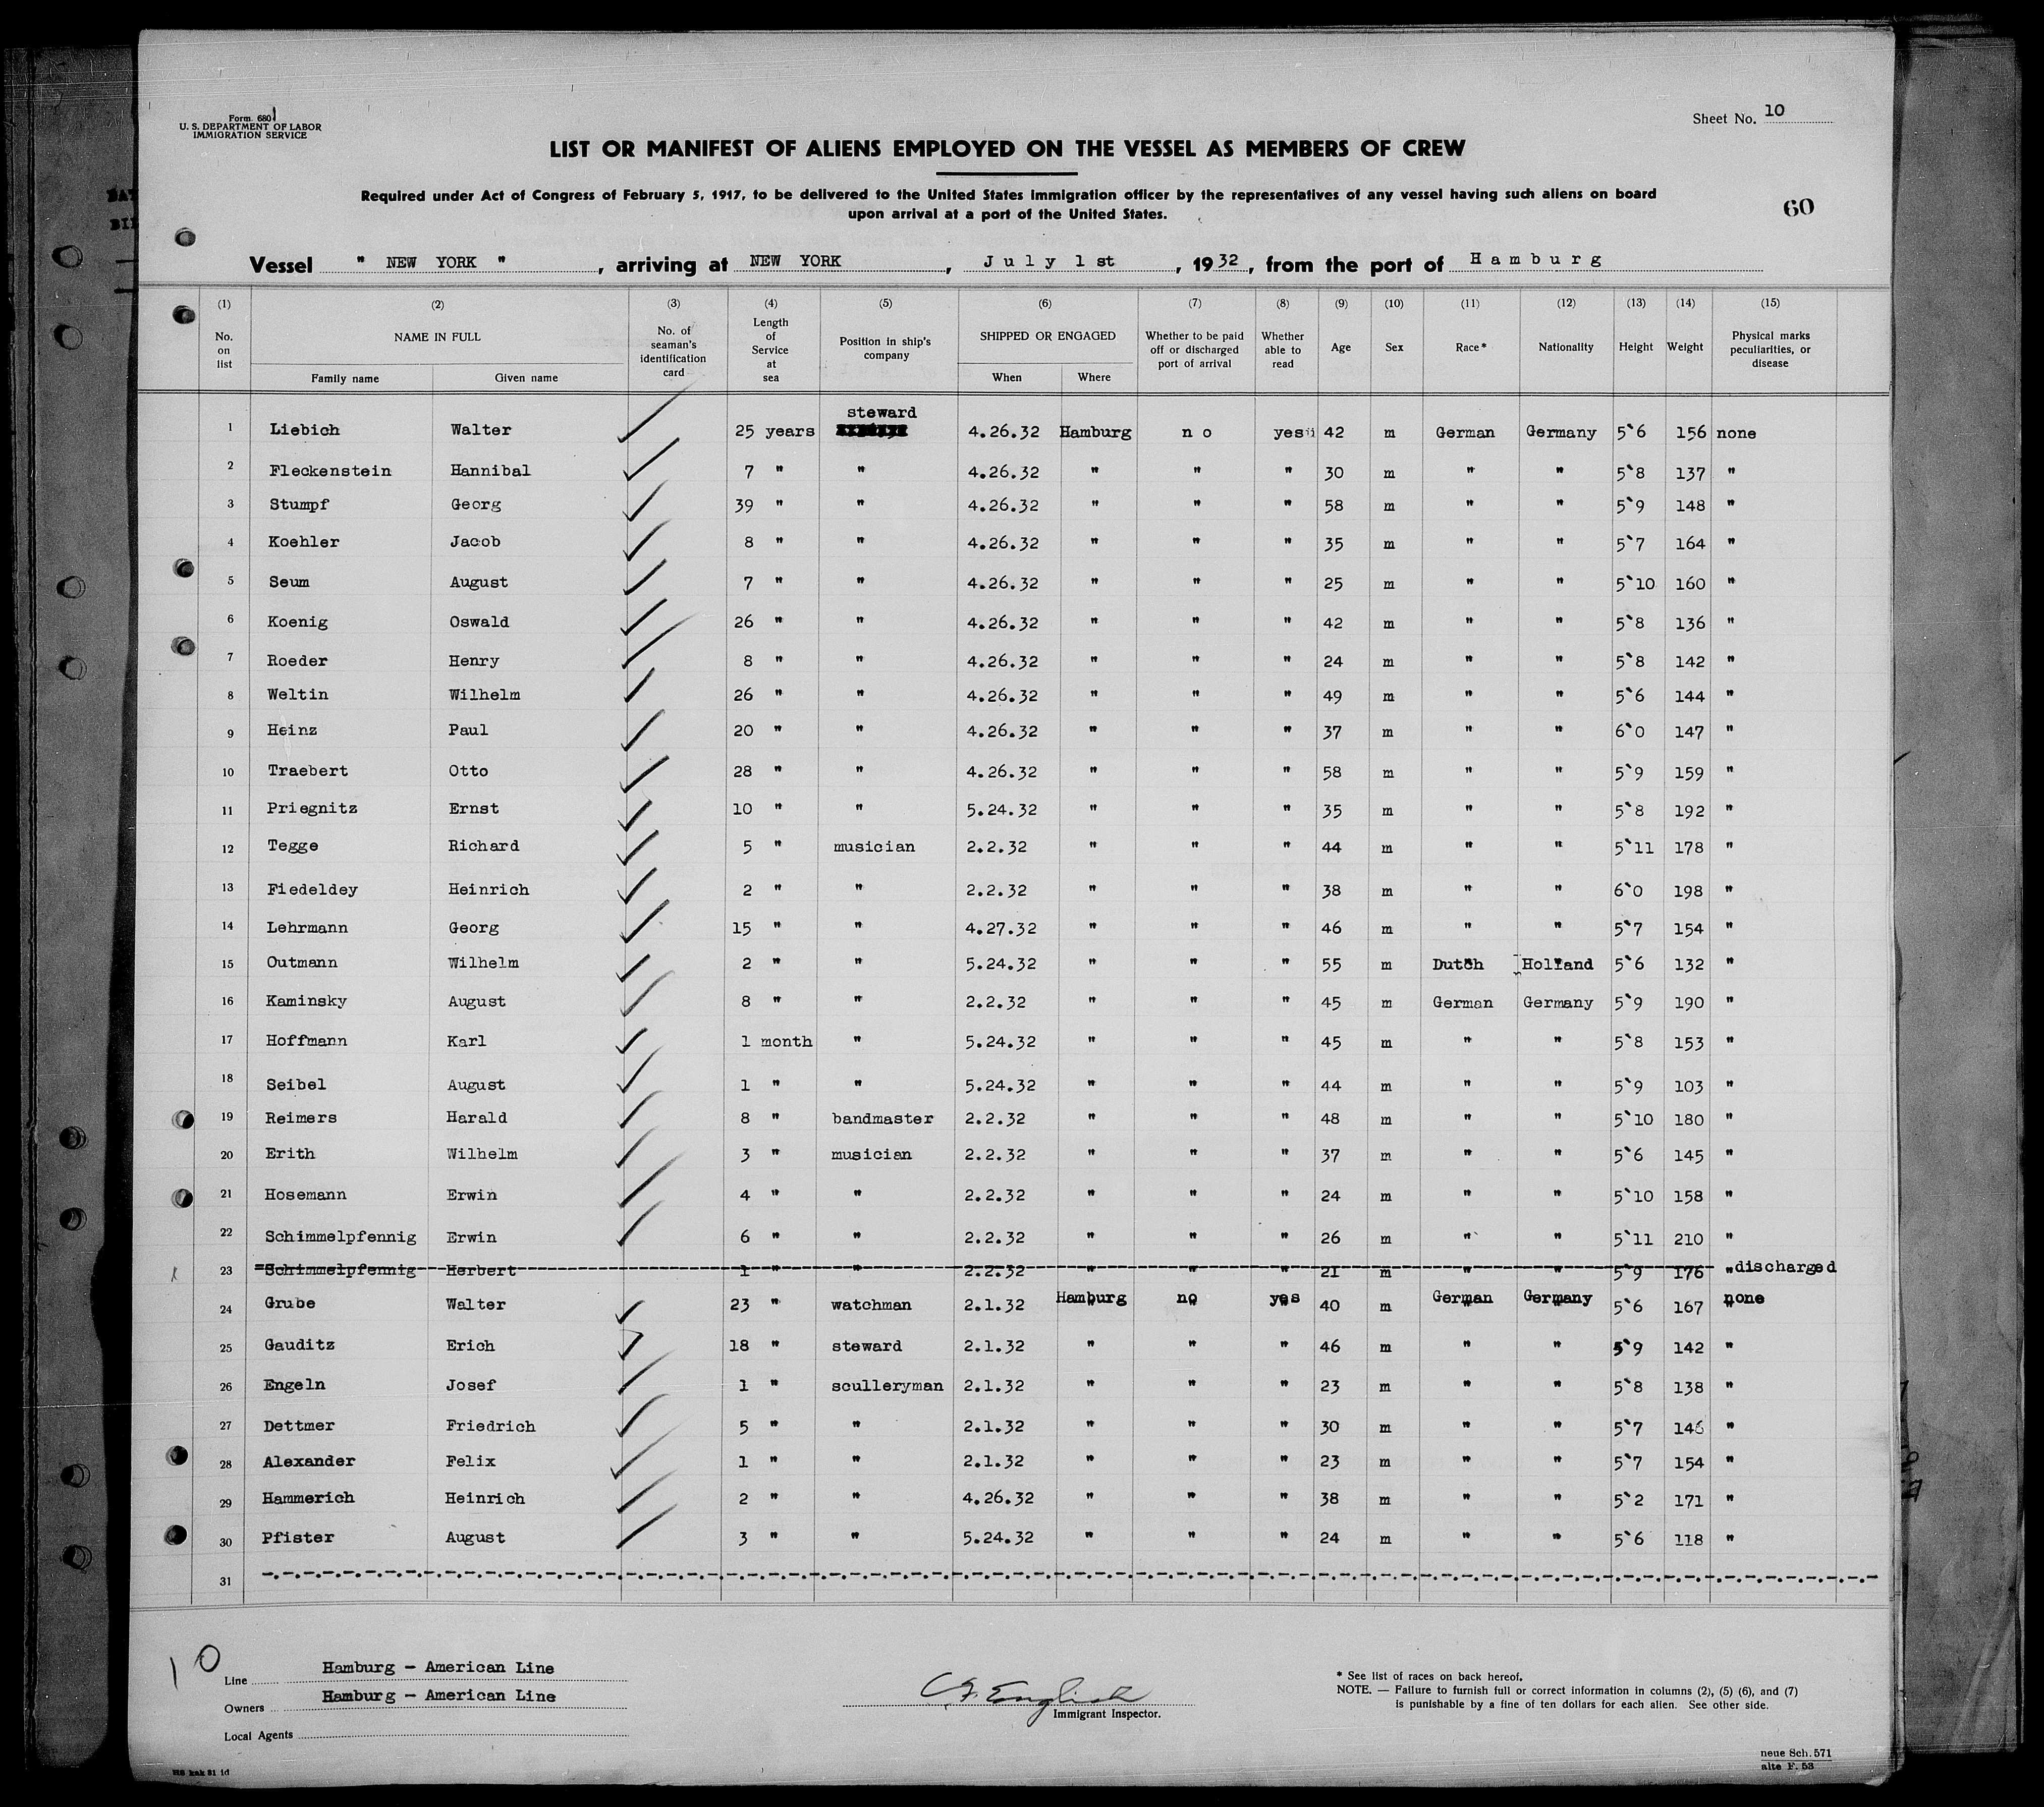 Form 680
U. S. DEPARTMENT OF LABOR
IMMIGRATION SERVICE
Sheet No. 10
LIST OR MANIFEST OF ALIENS EMPLOYED ON THE VESSEL AS MEMBERS OF CREW
Required under Act of Congress of February 5, 1917, to be delivered to the United States immigration officer by the representatives of any vessel having such aliens on board
upon arrival at a port of the United States.
60
Vessel " NEW YORK ", arriving at NEW YORK, July 1st, 1932, from the port of Hamburg
(1) (2) (3) (4) (5) (6) (7) (8) (9) (10) (11) (12) (13) (14) (15)
No. on list NAME IN FULL Family name Given name No. of seaman's identification card Length of Service at sea Position in ship's company SHIPPED OR ENGAGED When Where Whether to be paid off or discharged port of arrival Whether able to read Age Sex Race* Nationality Height Weight Physical marks peculiarities, or disease
steward
1 Liebich Walter 25 years 4.26.32 Hamburg no yes 42 m German Germany 5'6 156 none
2 Fleckenstein Hannibal 7 " " 4.26.32 " " " 30 m " " 5'8 137 "
3 Stumpf Georg 39 " " 4.26.32 " " " 58 m " " 5'9 148 "
4 Koehler Jacob 8 " " 4.26.32 " " " 35 m " " 5'7 164 "
5 Seum August 7 " " 4.26.32 " " " 25 m " " 5'10 160 "
6 Koenig Oswald 26 " " 4.26.32 " " " 42 m " " 5'8 136 "
7 Roeder Henry 8 " " 4.26.32 " " " 24 m " " 5'8 142 "
8 Weltin Wilhelm 26 " " 4.26.32 " " " 49 m " " 5'6 144 "
9 Heinz Paul 20 " " 4.26.32 " " " 37 m " " 6'0 147 "
10 Traebert Otto 28 " " 4.26.32 " " " 58 m " " 5'9 159 "
11 Priegnitz Ernst 10 " " 5.24.32 " " " 35 m " " 5'8 192 "
12 Tegge Richard 5 " musician 2.2.32 " " " 44 m " " 5'11 178 "
13 Fiedeldey Heinrich 2 " " 2.2.32 " " " 38 m " " 6'0 198 "
14 Lehrmann Georg 15 " " 4.27.32 " " " 46 m " " 5'7 154 "
15 Outmann Wilhelm 2 " " 5.24.32 " " " 55 m Dutch Holland 5'6 132 "
16 Kaminsky August 8 " " 2.2.32 " " " 45 m German Germany 5'9 190 "
17 Hoffmann Karl 1 month " 5.24.32 " " " 45 m " " 5'8 153 "
18 Seibel August 1 " " 5.24.32 " " " 44 m " " 5'9 103 "
19 Reimers Harald 8 " bandmaster 2.2.32 " " " 48 m " " 5'10 180 "
20 Erith Wilhelm 3 " musician 2.2.32 " " " 37 m " " 5'6 145 "
21 Hosemann Erwin 4 " " 2.2.32 " " " 24 m " " 5'10 158 "
22 Schimmelpfennig Erwin 6 " " 2.2.32 " " " 26 m " " 5'11 210 "
23 Schimmelpfennig Herbert 1 " " 2.2.32 " " " 21 m " " 5'9 176 " discharged
24 Grube Walter 23 " watchman 2.1.32 Hamburg no yes 40 m German Germany 5'6 167 none
25 Gauditz Erich 18 " steward 2.1.32 " " " 46 m " " 5'9 142 "
26 Engeln Josef 1 " sculleryman 2.1.32 " " " 23 m " " 5'8 138 "
27 Dettmer Friedrich 5 " " 2.1.32 " " " 30 m " " 5'7 146 "
28 Alexander Felix 1 " " 2.1.32 " " " 23 m " " 5'7 154 "
29 Hammerich Heinrich 2 " " 4.26.32 " " " 38 m " " 5'2 171 "
30 Pfister August 3 " " 5.24.32 " " " 24 m " " 5'6 118 "
31
10
Line Hamburg - American Line
Owners Hamburg - American Line
Local Agents
C. F. English
Immigrant Inspector.
* See list of races on back hereof.
NOTE. — Failure to furnish full or correct information in columns (2), (5) (6), and (7)
is punishable by a fine of ten dollars for each alien. See other side.
neue Sch. 571
alte F. 53